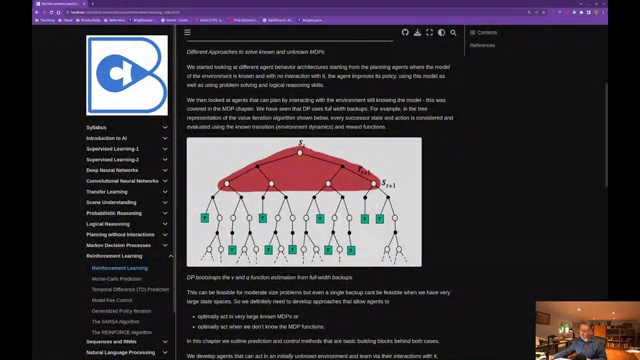 Reinforcement Learning
Syllabus
Introduction to AI
Supervised Learning-1
Supervised Learning-2
Deep Neural Networks
Convolutional Neural Networks
Transfer Learning
Scene Understanding
Probabilistic Reasoning
Logical Reasoning
Planning without Interactions
Markov Decision Processes
Reinforcement Learning
Reinforcement Learning
Monte-Carlo Prediction
Temporal Difference (TD) Prediction
Model-free Control
Generalized Policy Iteration
The SARSA Algorithm
The REINFORCE Algorithm
Sequences and RNNs
Natural Language Processing
Different Approaches to solve known and unknown MDPs
We started looking at different agent behavior architectures starting from the planning agents where the model
of the environment is known and with no interaction with it, the agent improves its policy, using this model as
well as using problem solving and logical reasoning skills.
We then looked at agents that can plan by interacting with the environment still knowing the model - this was
covered in the MDP chapter. We have seen that DP uses full width backups. For example, in the tree
representation of the value iteration algorithm shown below, every successor state and action is considered and
evaluated using the known transition (environment dynamics) and reward functions.
DP bootstraps the v and q function estimation from full-width backups
This can be feasible for moderate size problems but even a single backup cant be feasible when we have very
large state spaces. So we definitely need to develop approaches that allow agents to
• optimally act in very large known MDPs or
• optimally act when we don't know the MDP functions.
In this chapter we outline prediction and control methods that are basic building blocks behind both cases.
We develop agents that can act in an initially unknown environment and learn via their interactions with it,
Contents
References